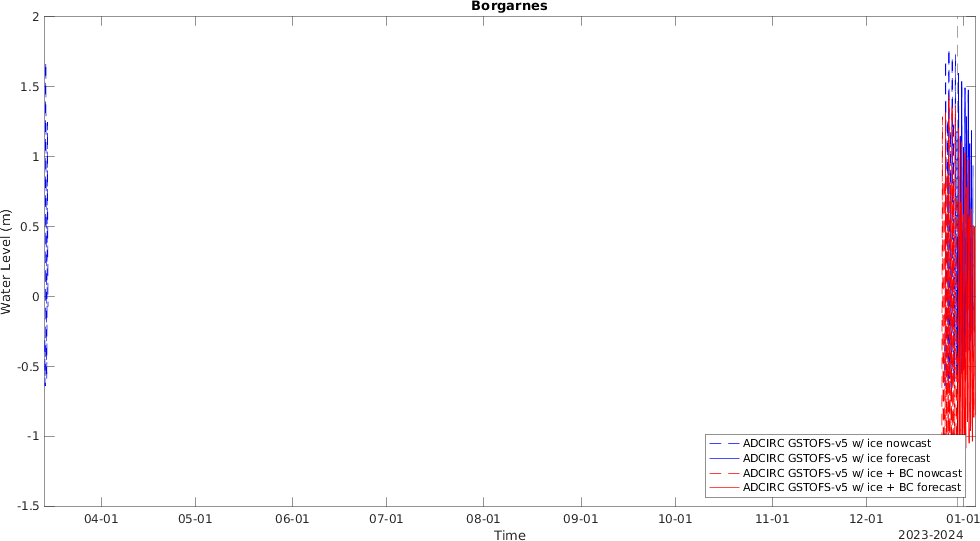 Borgarnes
Water Level (m)
2
1.5
1
0.5
0
-0.5
-1
-1.5
ADCIRC GSTOFS-v5 w/ ice nowcast
ADCIRC GSTOFS-v5 w/ ice forecast
ADCIRC GSTOFS-v5 w/ ice + BC nowcast
ADCIRC GSTOFS-v5 w/ ice + BC forecast
04-01 05-01 06-01 07-01 08-01 09-01 10-01 11-01 12-01 01-01
Time
2023-2024